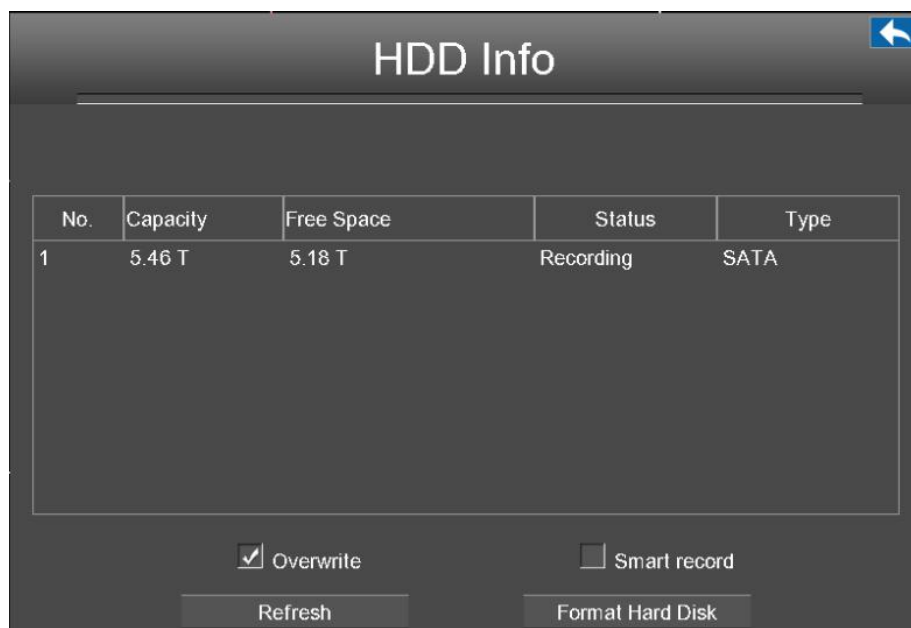 HDD Info
No. Capacity Free Space Status Type
1 5.46 T 5.18 T Recording SATA
Overwrite Smart record
Refresh Format Hard Disk